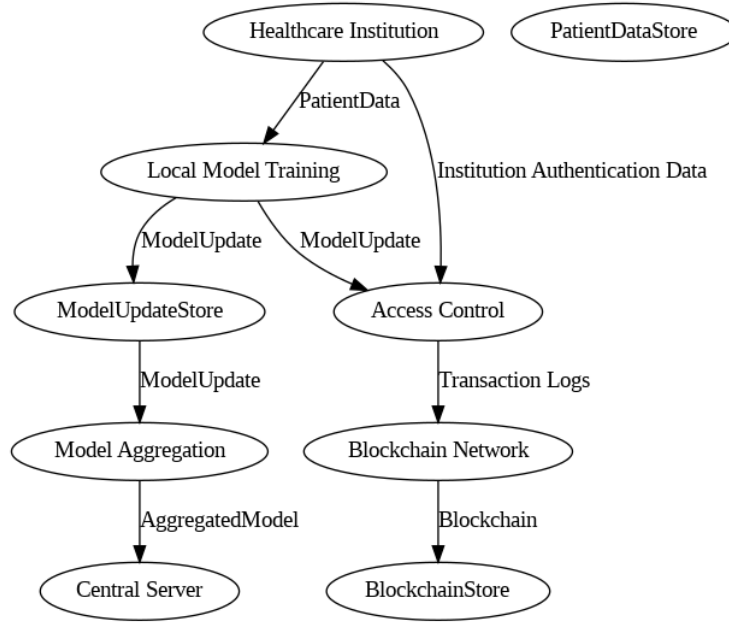 Healthcare Institution
PatientDataStore
PatientData
Local Model Training
Institution Authentication Data
ModelUpdate
ModelUpdate
ModelUpdateStore
Access Control
ModelUpdate
Transaction Logs
Model Aggregation
Blockchain Network
AggregatedModel
Blockchain
Central Server
BlockchainStore